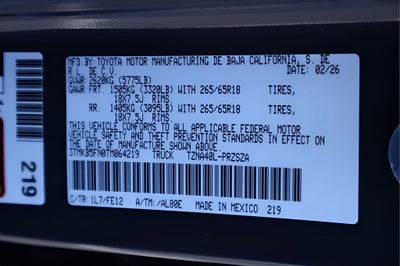 MFD BY: TOYOTA MOTOR MANUFACTURING DE BAJA CALIFORNIA, S. DE
R.L. DE C.V. DATE: 02/26
GVWR 2620KG (5775LB)
GAWR: FRT. 1505KG (3320LB) WITH 265/65R18 TIRES,
18X7.5J RIMS.
RR. 1405KG (3095LB) WITH 265/65R18 TIRES,
18X7.5J RIMS.
THIS VEHICLE CONFORMS TO ALL APPLICABLE FEDERAL MOTOR
VEHICLE SAFETY AND THEFT PREVENTION STANDARDS IN EFFECT ON
THE DATE OF MANUFACTURE SHOWN ABOVE.
3TMKB5FN0TM064219 TRUCK TZNA40L-PRZSZA
C/TR: 1L7/FE12 A/TM: /AL80E MADE IN MEXICO 219
219